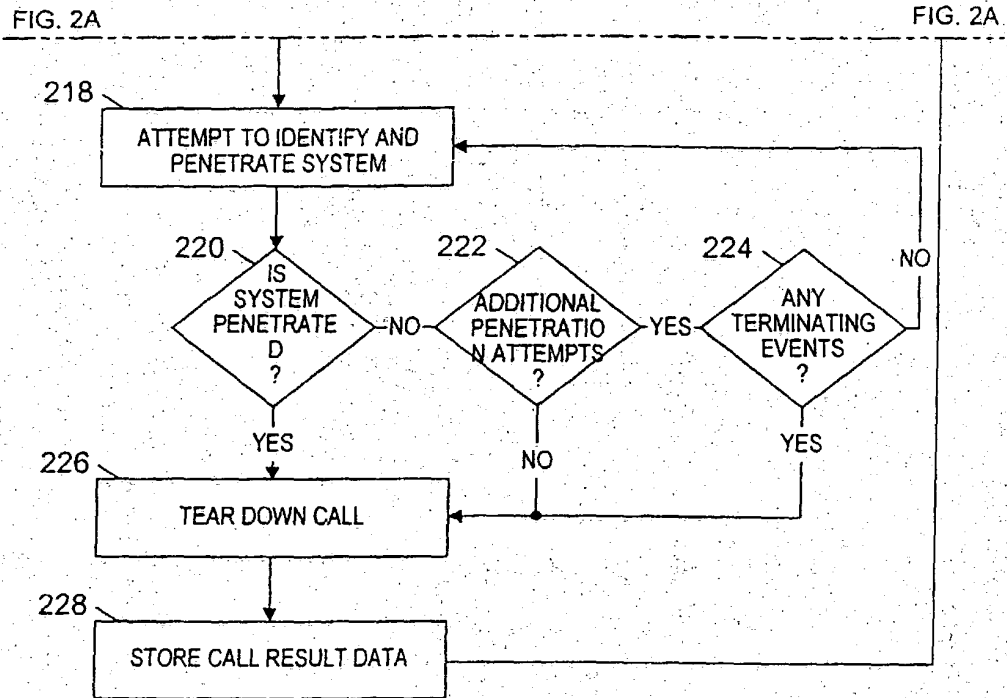 FIG. 2A
FIG. 2A
218
ATTEMPT TO IDENTIFY AND
PENETRATE SYSTEM
220
IS
SYSTEM
PENETRATE
D
?
NO
222
ADDITIONAL
PENETRATIO
N ATTEMPTS
?
YES
224
ANY
TERMINATING
EVENTS
?
NO
YES
NO
YES
226
TEAR DOWN CALL
228
STORE CALL RESULT DATA